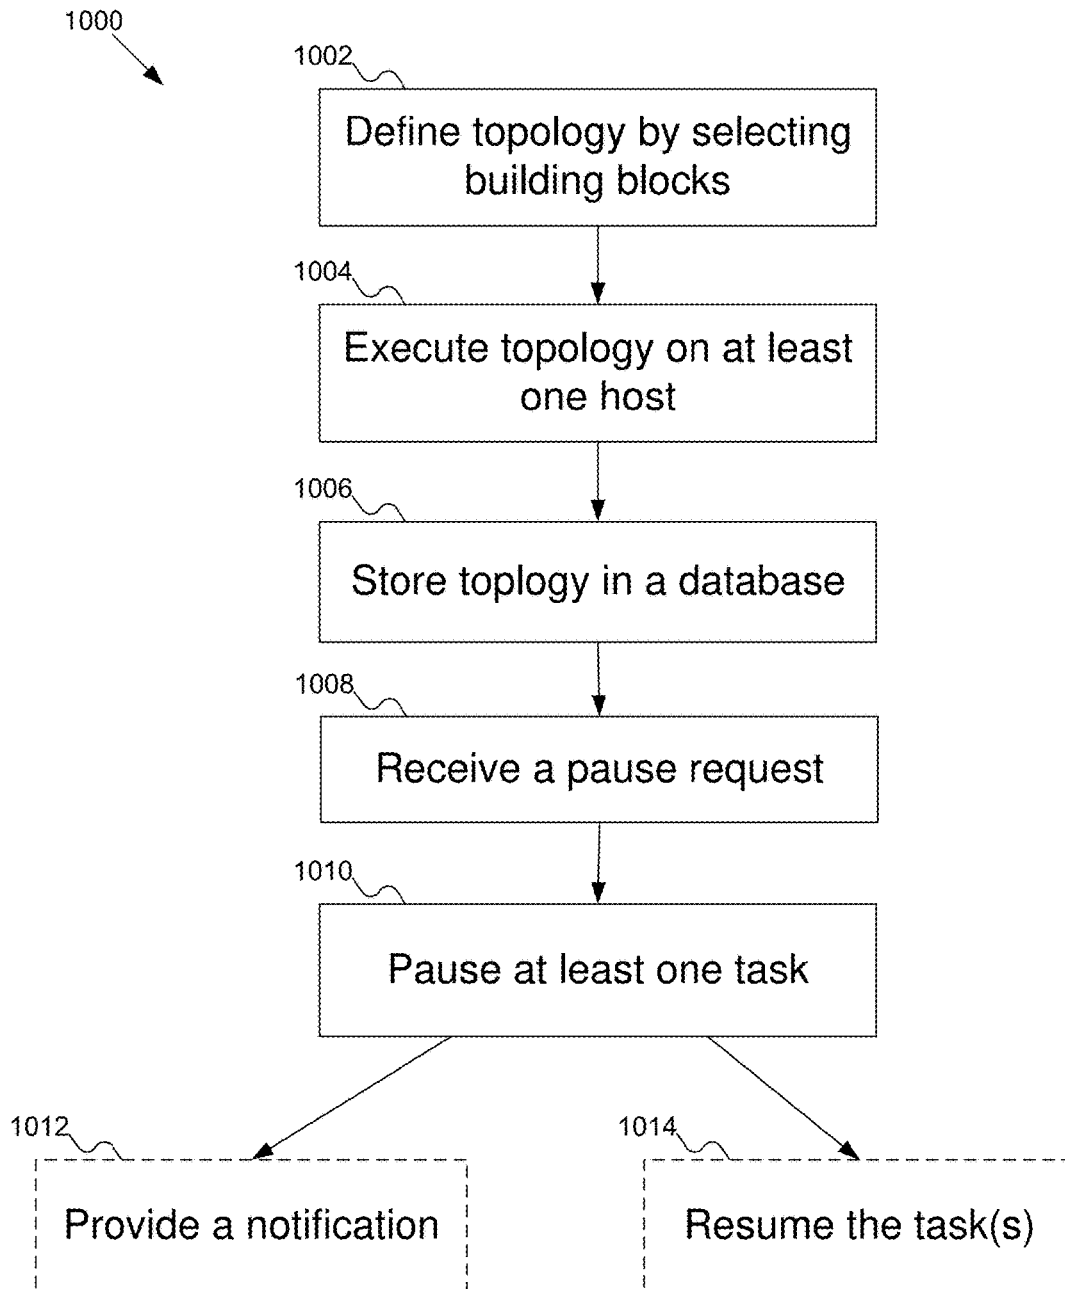 1000
1002
Define topology by selecting
building blocks
1004
Execute topology on at least
one host
1006
Store toplogy in a database
1008
Receive a pause request
1010
Pause at least one task
1012
Provide a notification
1014
Resume the task(s)